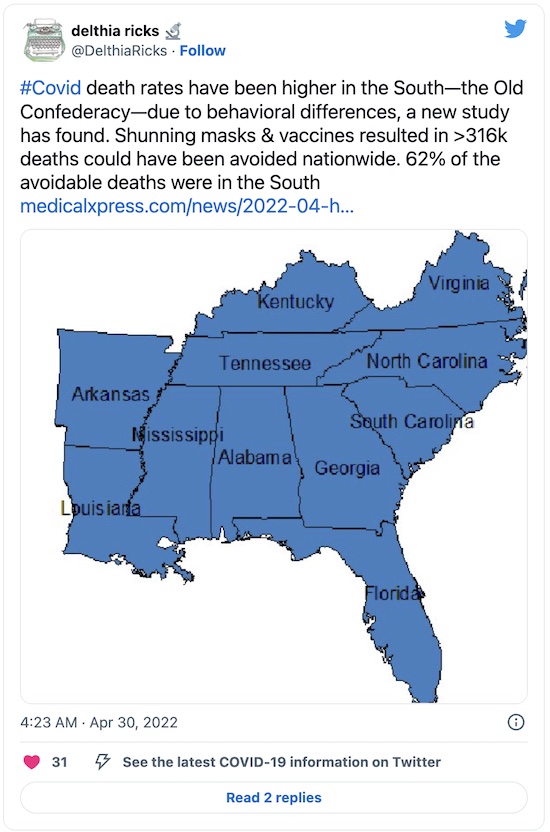 delthia ricks
@DelthiaRicks · Follow
#Covid death rates have been higher in the South—the Old
Confederacy—due to behavioral differences, a new study
has found. Shunning masks & vaccines resulted in >316k
deaths could have been avoided nationwide. 62% of the
avoidable deaths were in the South
medicalxpress.com/news/2022-04-h...
Virginia
Kentucky
Tennessee
North Carolina
Arkansas
South Carolina
Mississippi
Alabama
Georgia
Louisiana
Florida
4:23 AM · Apr 30, 2022
31 See the latest COVID-19 information on Twitter
Read 2 replies